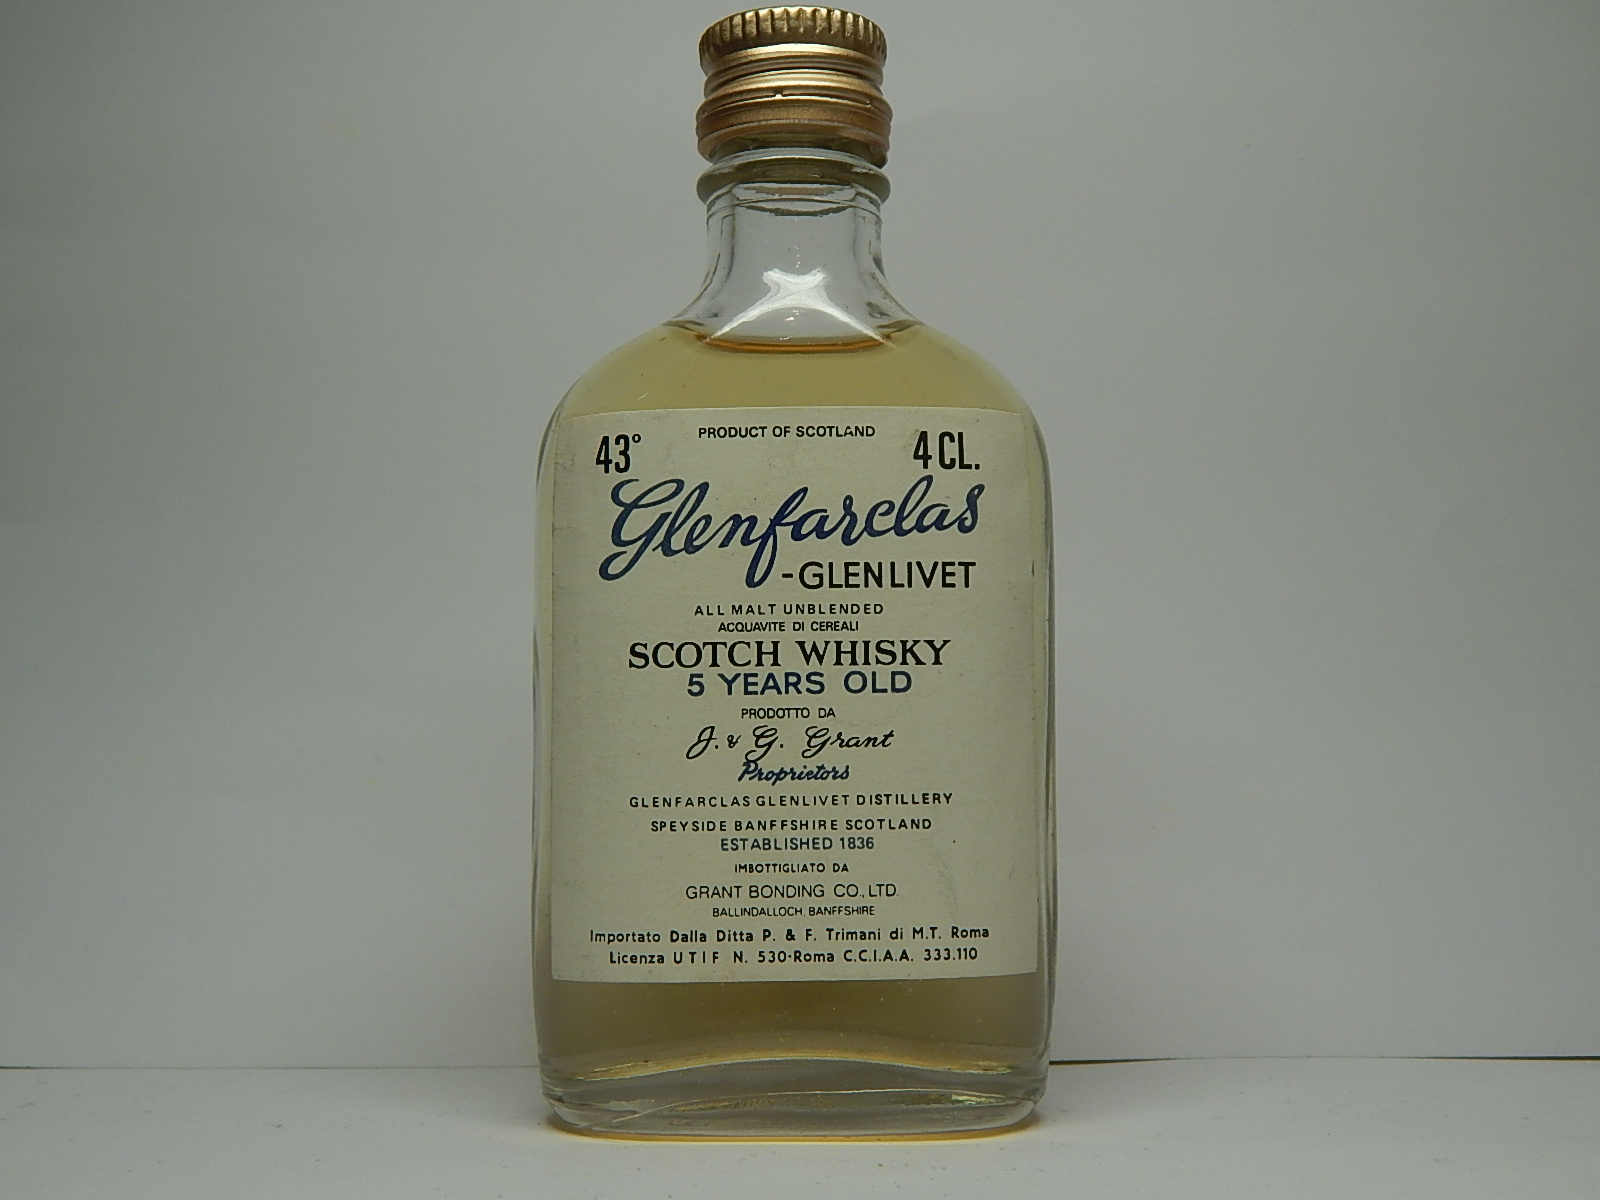 PRODUCT OF SCOTLAND
43° 4 CL.
Glenfarclas
-GLENLIVET
ALL MALT UNBLENDED
ACQUAVITE DI CEREALI
SCOTCH WHISKY
5 YEARS OLD
PRODOTTO DA
J. & G. Grant
Proprietors
GLENFARCLAS GLENLIVET DISTILLERY
SPEYSIDE BANFFSHIRE SCOTLAND
ESTABLISHED 1836
IMBOTTIGLIATO DA
GRANT BONDING CO., LTD.
BALLINDALLOCH, BANFFSHIRE
Importato Dalla Ditta P. & F. Trimani di M.T. Roma
Licenza UTIF N. 530-Roma C.C.I.A.A. 333.110